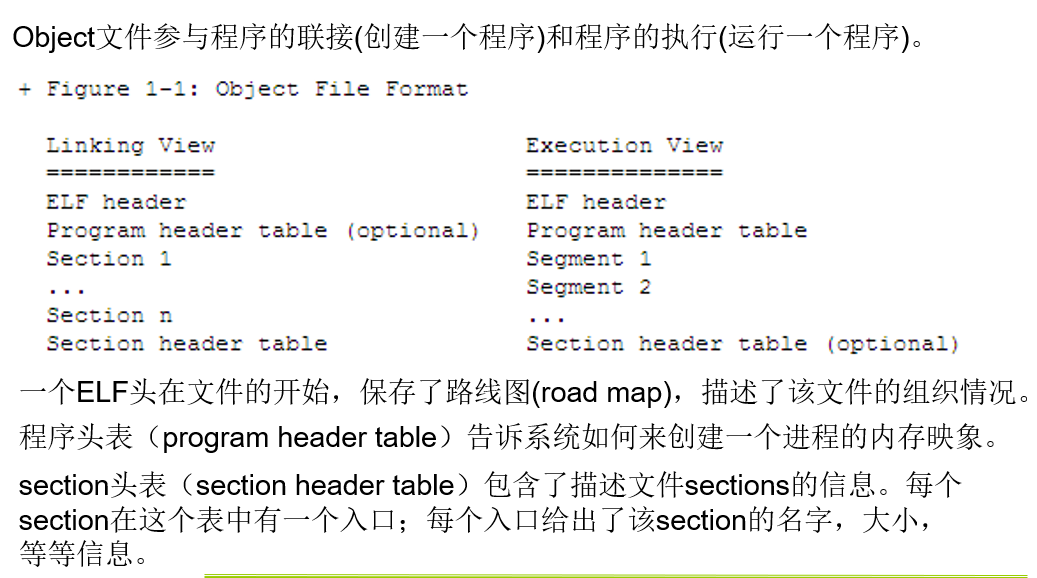 Object文件参与程序的联接(创建一个程序)和程序的执行(运行一个程序)。
+ Figure 1-1: Object File Format
Linking View Execution View
============ ==============
ELF header ELF header
Program header table (optional) Program header table
Section 1 Segment 1
... Segment 2
Section n ...
Section header table Section header table (optional)
一个ELF头在文件的开始，保存了路线图(road map)，描述了该文件的组织情况。
程序头表（program header table）告诉系统如何来创建一个进程的内存映象。
section头表（section header table）包含了描述文件sections的信息。每个
section在这个表中有一个入口；每个入口给出了该section的名字，大小，
等等信息。